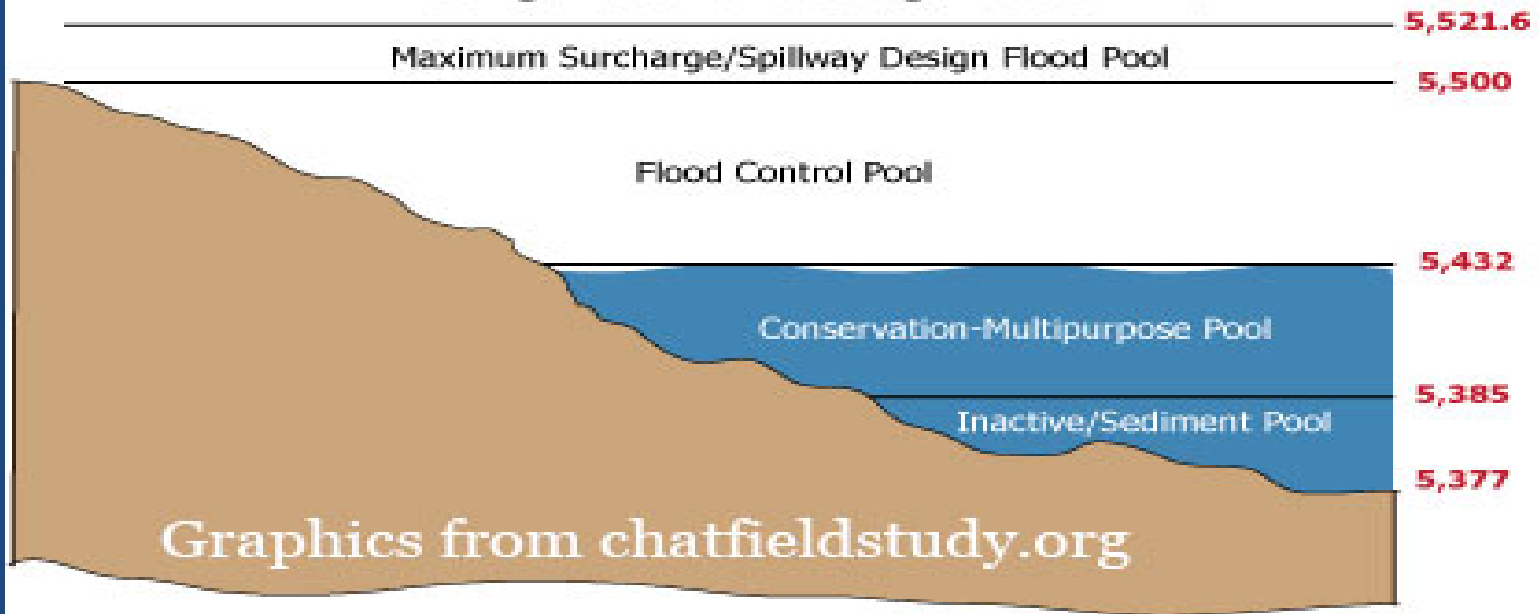 5,521.6
Maximum Surcharge/Spillway Design Flood Pool
5,500
Flood Control Pool
5,432
Conservation-Multipurpose Pool
5,385
Inactive/Sediment Pool
5,377
Graphics from chatfieldstudy.org